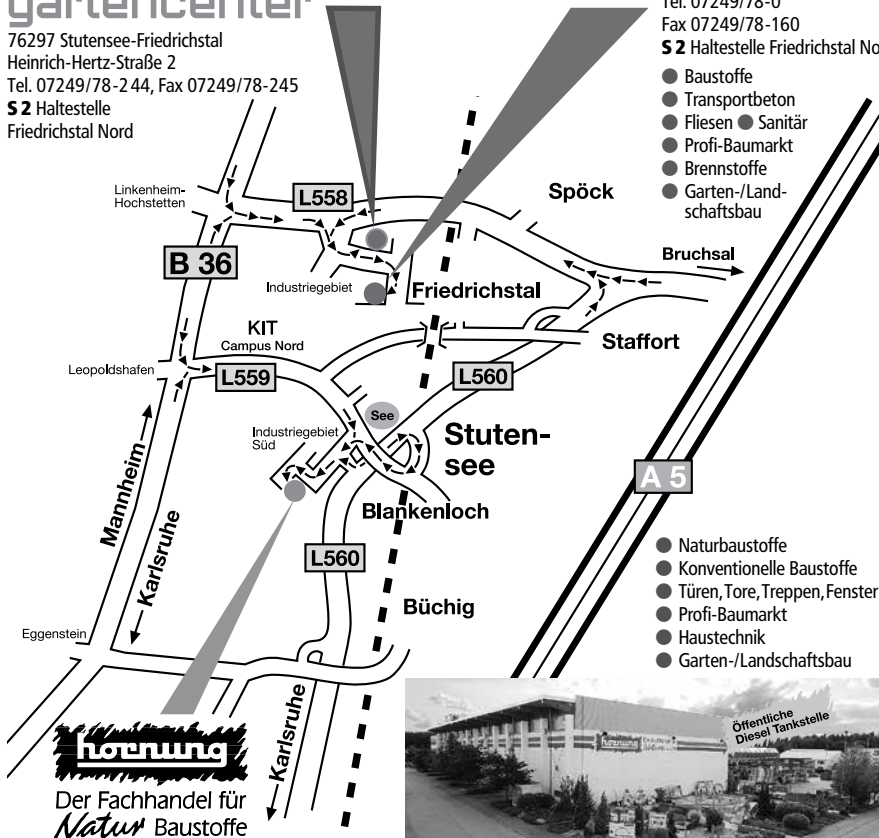 gartencenter
76297 Stutensee-Friedrichstal
Heinrich-Hertz-Straße 2
Tel. 07249/78-244, Fax 07249/78-245
S 2 Haltestelle
Friedrichstal Nord
Tel. 07249/78-0
Fax 07249/78-160
S 2 Haltestelle Friedrichstal No
● Baustoffe
● Transportbeton
● Fliesen ● Sanitär
● Profi-Baumarkt
● Brennstoffe
● Garten-/Land-
schaftsbau
Linkenheim-
Hochstetten
L558
Spöck
B 36
Bruchsal
Industriegebiet
Friedrichstal
KIT
Campus Nord
Staffort
Leopoldshafen
L559
L560
See
Industriegebiet
Süd
Stuten-
see
A 5
Mannheim
Blankenloch
Karlsruhe
L560
Büchig
Eggenstein
Karlsruhe
● Naturbaustoffe
● Konventionelle Baustoffe
● Türen, Tore, Treppen, Fenster
● Profi-Baumarkt
● Haustechnik
● Garten-/Landschaftsbau
hornung
Der Fachhandel für
Natur Baustoffe
Öffentliche
Diesel Tankstelle
hornung